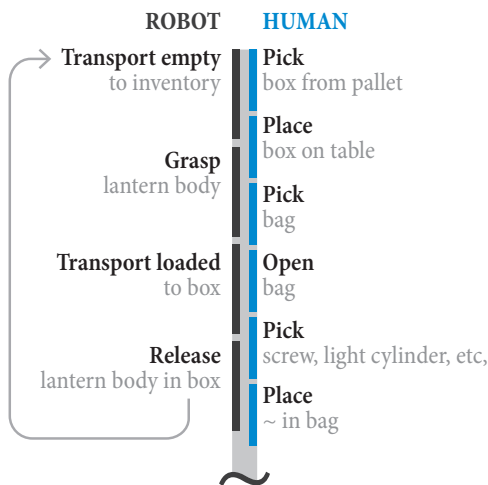 ROBOT HUMAN
Transport empty
to inventory
Grasp
lantern body
Transport loaded
to box
Release
lantern body in box
Pick
box from pallet
Place
box on table
Pick
bag
Open
bag
Pick
screw, light cylinder, etc,
Place
~ in bag